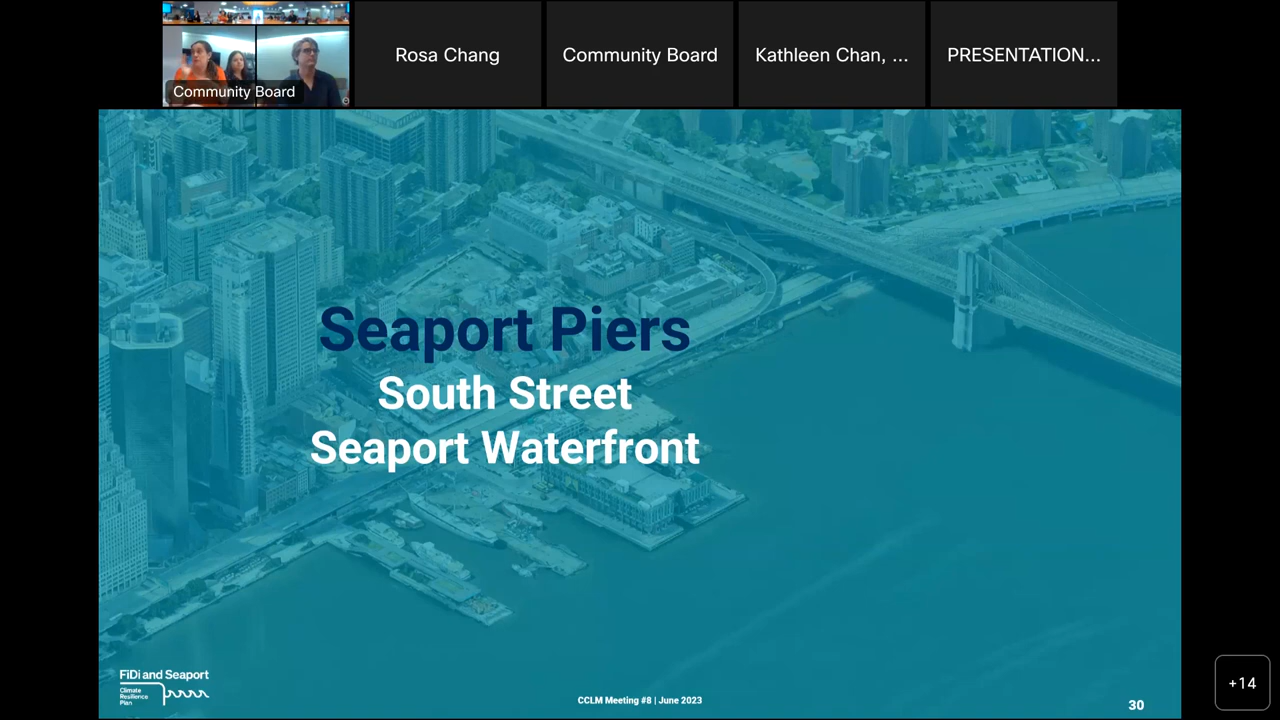 Community Board
Rosa Chang
Community Board
Kathleen Chan, ...
PRESENTATION...
Seaport Piers
South Street
Seaport Waterfront
FiDi and Seaport
Climate
Resilience
Plan
CCLM Meeting #8 | June 2023
30
+14